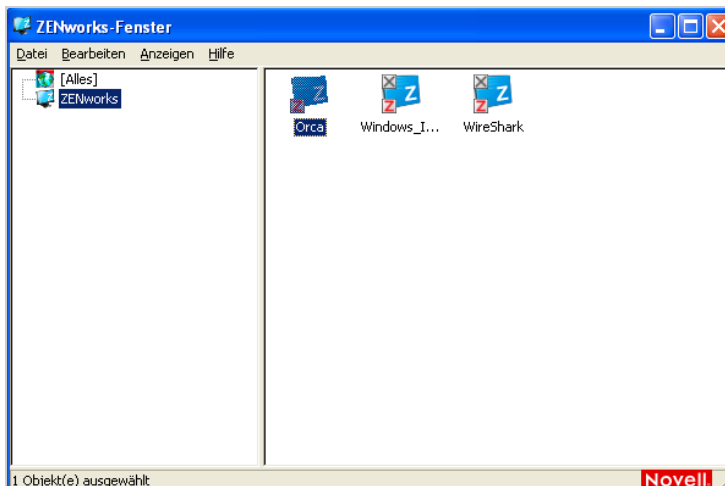 ZENworks-Fenster
Datei Bearbeiten Anzeigen Hilfe
[Alles]
ZENworks
Orca
Windows_I...
WireShark
1 Objekt(e) ausgewählt
Novell.